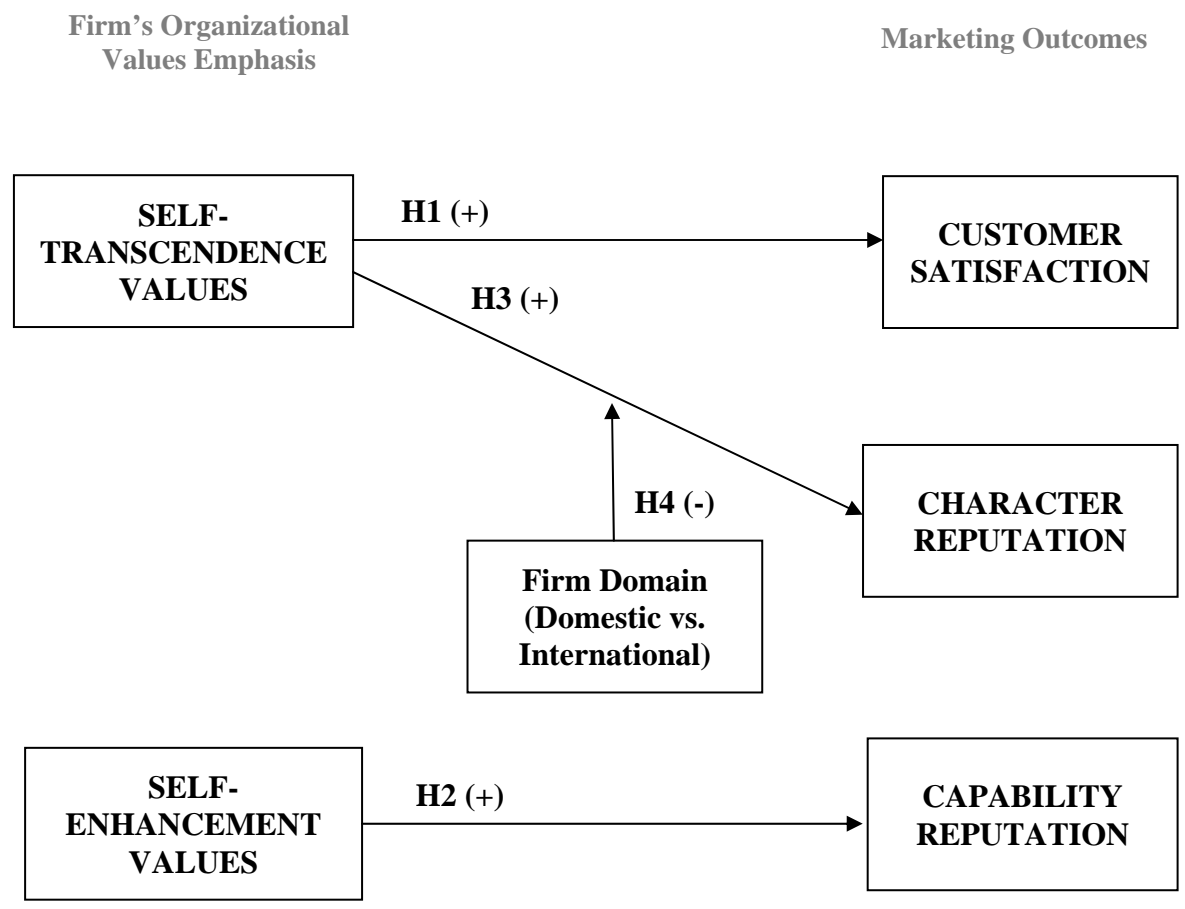 Firm's Organizational
Values Emphasis
Marketing Outcomes
SELF-
TRANSCENDENCE
VALUES
H1 (+)
CUSTOMER
SATISFACTION
H3 (+)
CHARACTER
REPUTATION
H4 (-)
Firm Domain
(Domestic vs.
International)
SELF-
ENHANCEMENT
VALUES
H2 (+)
CAPABILITY
REPUTATION